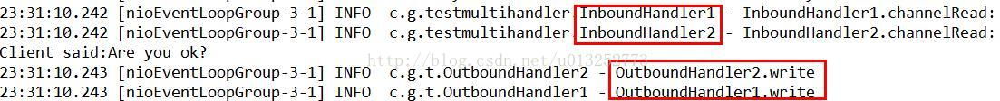 23:31:10.242 [nioEventLoopGroup-3-1] INFO c.g.testmultihandler.InboundHandler1 - InboundHandler1.channelRead:
23:31:10.242 [nioEventLoopGroup-3-1] INFO c.g.testmultihandler.InboundHandler2 - InboundHandler2.channelRead:
Client said:Are you ok?
http://blog.csdn.net/u013252773
23:31:10.243 [nioEventLoopGroup-3-1] INFO c.g.t.OutboundHandler2 - OutboundHandler2.write
23:31:10.243 [nioEventLoopGroup-3-1] INFO c.g.t.OutboundHandler1 - OutboundHandler1.write